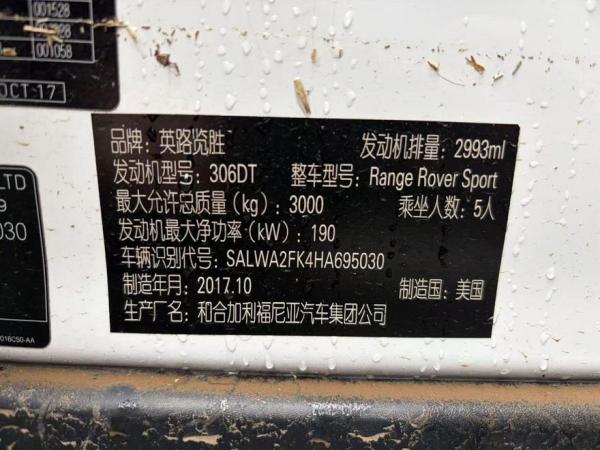 001528
001058
OCT 17
LTD
9
030
016C50-AA
品牌：英路览胜 发动机排量：2993ml
发动机型号：306DT 整车型号：Range Rover Sport
最大允许总质量（kg）：3000 乘坐人数：5人
发动机最大净功率（kW）：190
车辆识别代号：SALWA2FK4HA695030
制造年月：2017.10 制造国：美国
生产厂名：和合加利福尼亚汽车集团公司